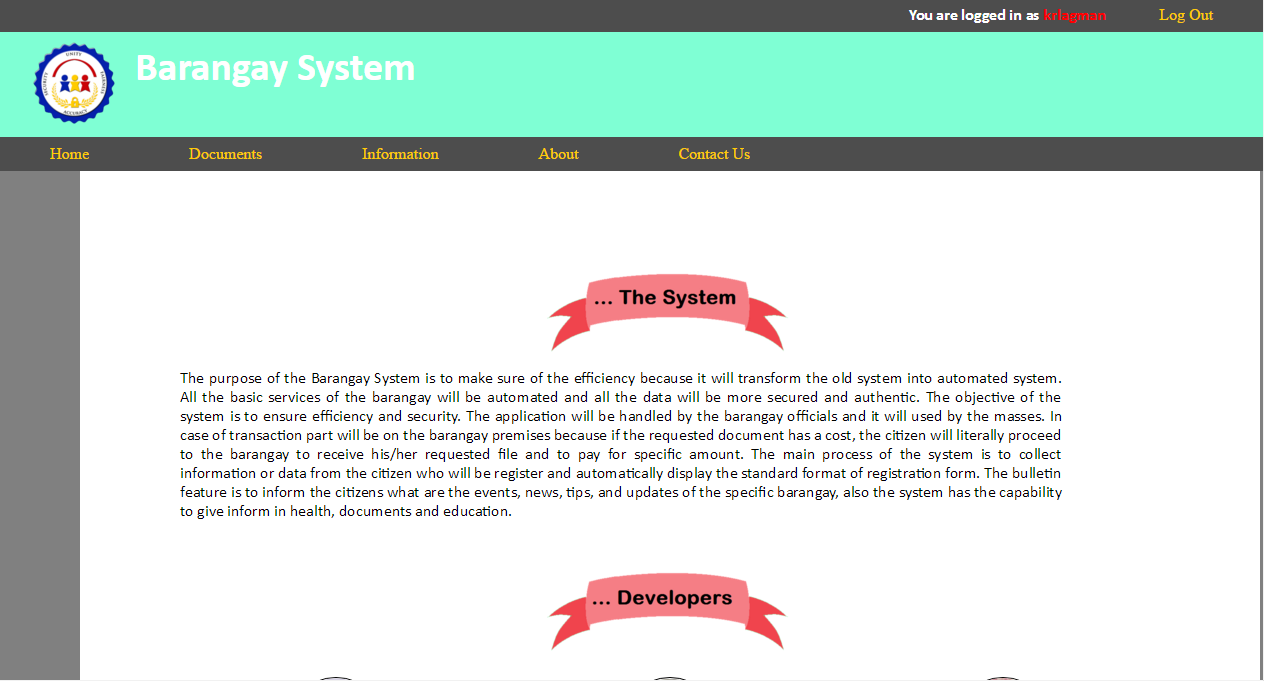 You are logged in as krlagman Log Out
UNITY
SECURITY
FAIRNESS
ACCURACY
Barangay System
Home Documents Information About Contact Us
... The System
The purpose of the Barangay System is to make sure of the efficiency because it will transform the old system into automated system.
All the basic services of the barangay will be automated and all the data will be more secured and authentic. The objective of the
system is to ensure efficiency and security. The application will be handled by the barangay officials and it will used by the masses. In
case of transaction part will be on the barangay premises because if the requested document has a cost, the citizen will literally proceed
to the barangay to receive his/her requested file and to pay for specific amount. The main process of the system is to collect
information or data from the citizen who will be register and automatically display the standard format of registration form. The bulletin
feature is to inform the citizens what are the events, news, tips, and updates of the specific barangay, also the system has the capability
to give inform in health, documents and education.
... Developers